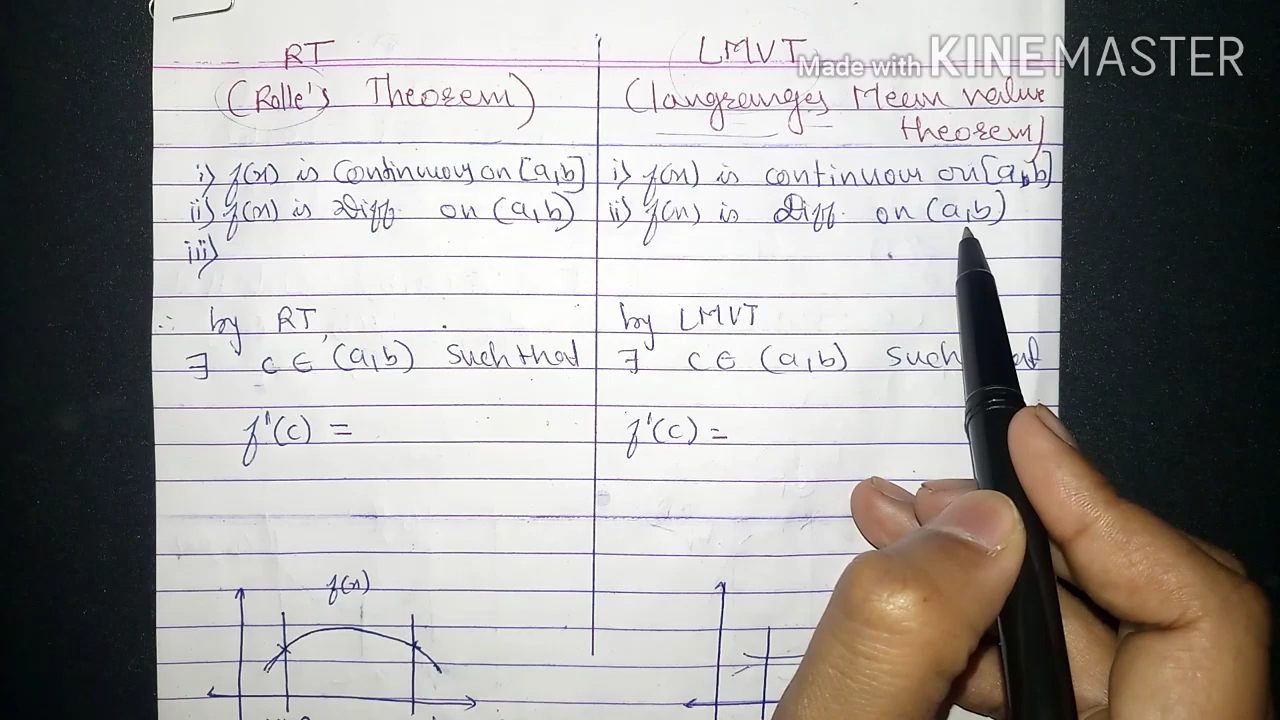 RT
(Rolle's Theorem)
i) f(x) is continuous on [a,b]
ii) f(x) is Diff on (a,b)
iii)
∴ by RT,
∃ c ∈ (a,b) Such that
f'(c) =
f(x)
LMVT
(Langranges Mean value
theorem)
i) f(x) is continuous on [a,b]
ii) f(x) is Diff. on (a,b)
by LMVT
∃ c ∈ (a,b) Such
f'(c) =
Made with KINEMASTER